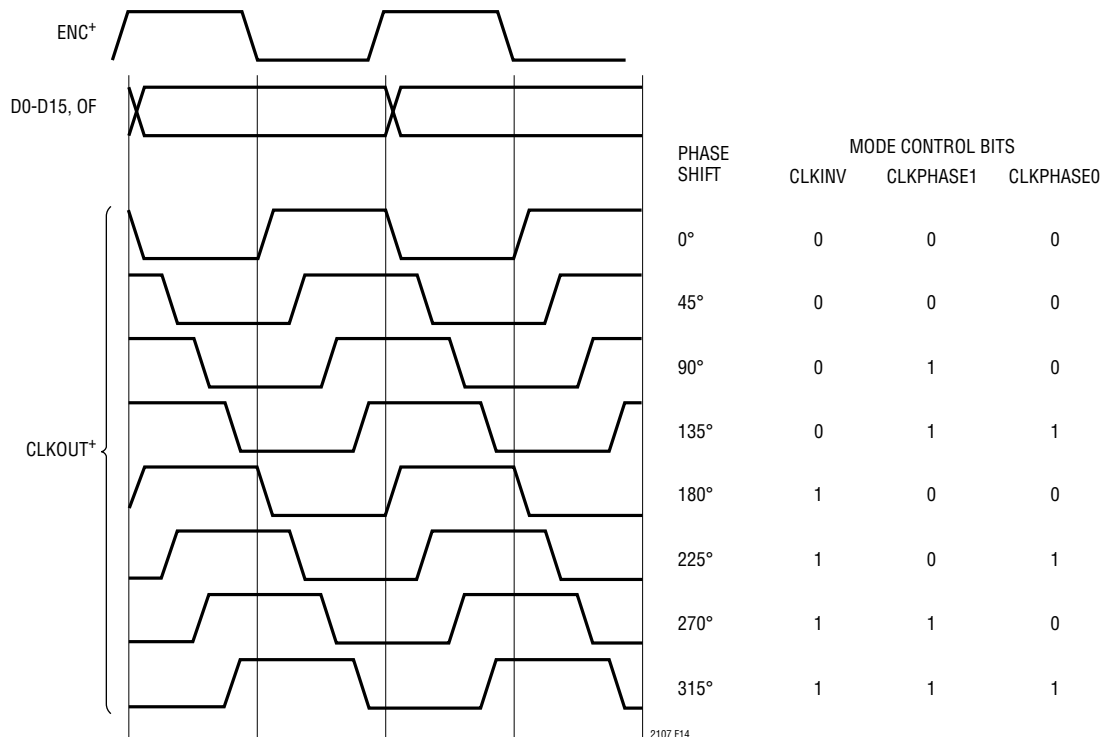 ENC+
D0-D15, OF
PHASE
SHIFT
MODE CONTROL BITS
CLKINV CLKPHASE1 CLKPHASE0
0° 0 0 0
45° 0 0 0
90° 0 1 0
135° 0 1 1
CLKOUT+
180° 1 0 0
225° 1 0 1
270° 1 1 0
315° 1 1 1
2107 F14